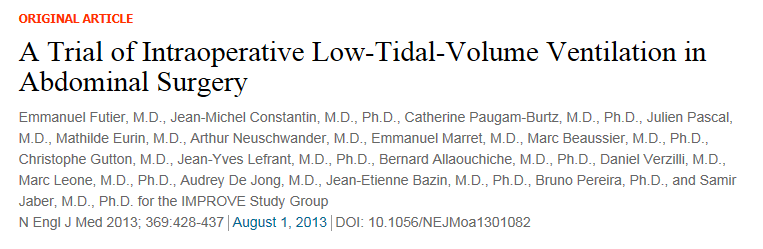 ORIGINAL ARTICLE
A Trial of Intraoperative Low-Tidal-Volume Ventilation in
Abdominal Surgery
Emmanuel Futier, M.D., Jean-Michel Constantin, M.D., Ph.D., Catherine Paugam-Burtz, M.D., Ph.D., Julien Pascal,
M.D., Mathilde Eurin, M.D., Arthur Neuschwander, M.D., Emmanuel Marret, M.D., Marc Beaussier, M.D., Ph.D.,
Christophe Gutton, M.D., Jean-Yves Lefrant, M.D., Ph.D., Bernard Allaouchiche, M.D., Ph.D., Daniel Verzilli, M.D.,
Marc Leone, M.D., Ph.D., Audrey De Jong, M.D., Jean-Etienne Bazin, M.D., Ph.D., Bruno Pereira, Ph.D., and Samir
Jaber, M.D., Ph.D. for the IMPROVE Study Group
N Engl J Med 2013; 369:428-437 | August 1, 2013 | DOI: 10.1056/NEJMoa1301082